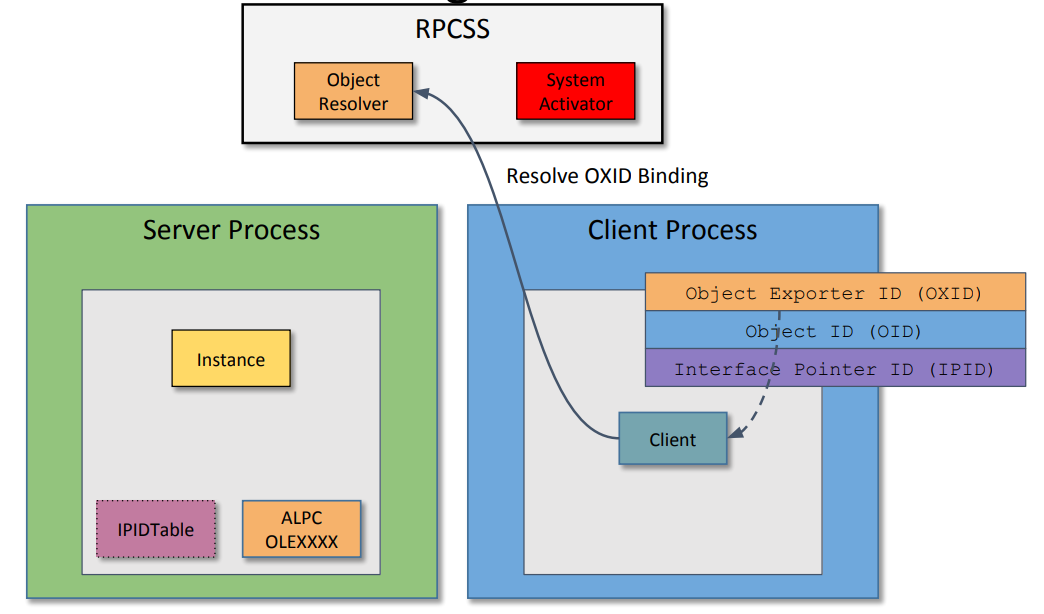 RPCSS
Object
Resolver
System
Activator
Resolve OXID Binding
Server Process
Client Process
Object Exporter ID (OXID)
Object ID (OID)
Interface Pointer ID (IPID)
Instance
Client
IPIDTable
ALPC
OLEXXXX